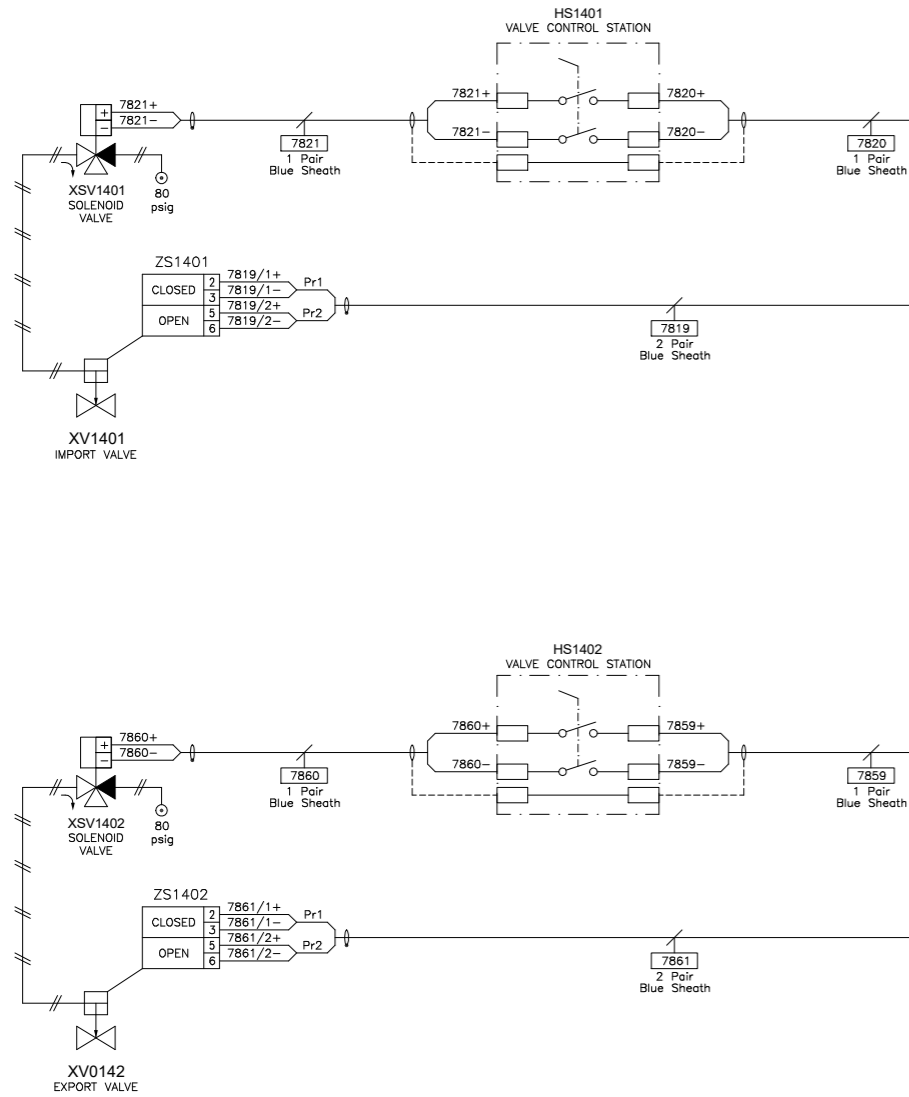 HS1401
VALVE CONTROL STATION
7821+
7821-
+
-
7821+
7821-
7820+
7820-
7821
1 Pair
Blue Sheath
7820
1 Pair
Blue Sheath
XSV1401
SOLENOID
VALVE
80
psig
ZS1401
CLOSED
OPEN
2
3
5
6
7819/1+
7819/1-
7819/2+
7819/2-
Pr1
Pr2
7819
2 Pair
Blue Sheath
XV1401
IMPORT VALVE
HS1402
VALVE CONTROL STATION
7860+
7860-
+
-
7860+
7860-
7859+
7859-
7860
1 Pair
Blue Sheath
7859
1 Pair
Blue Sheath
XSV1402
SOLENOID
VALVE
80
psig
ZS1402
CLOSED
OPEN
2
3
5
6
7861/1+
7861/1-
7861/2+
7861/2-
Pr1
Pr2
7861
2 Pair
Blue Sheath
XV0142
EXPORT VALVE